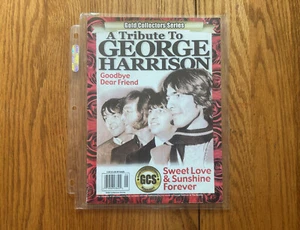 Gold Collectors Series
A Tribute To
GEORGE
HARRISON
Goodbye
Dear Friend
GCS
Sweet Love
& Sunshine
Forever